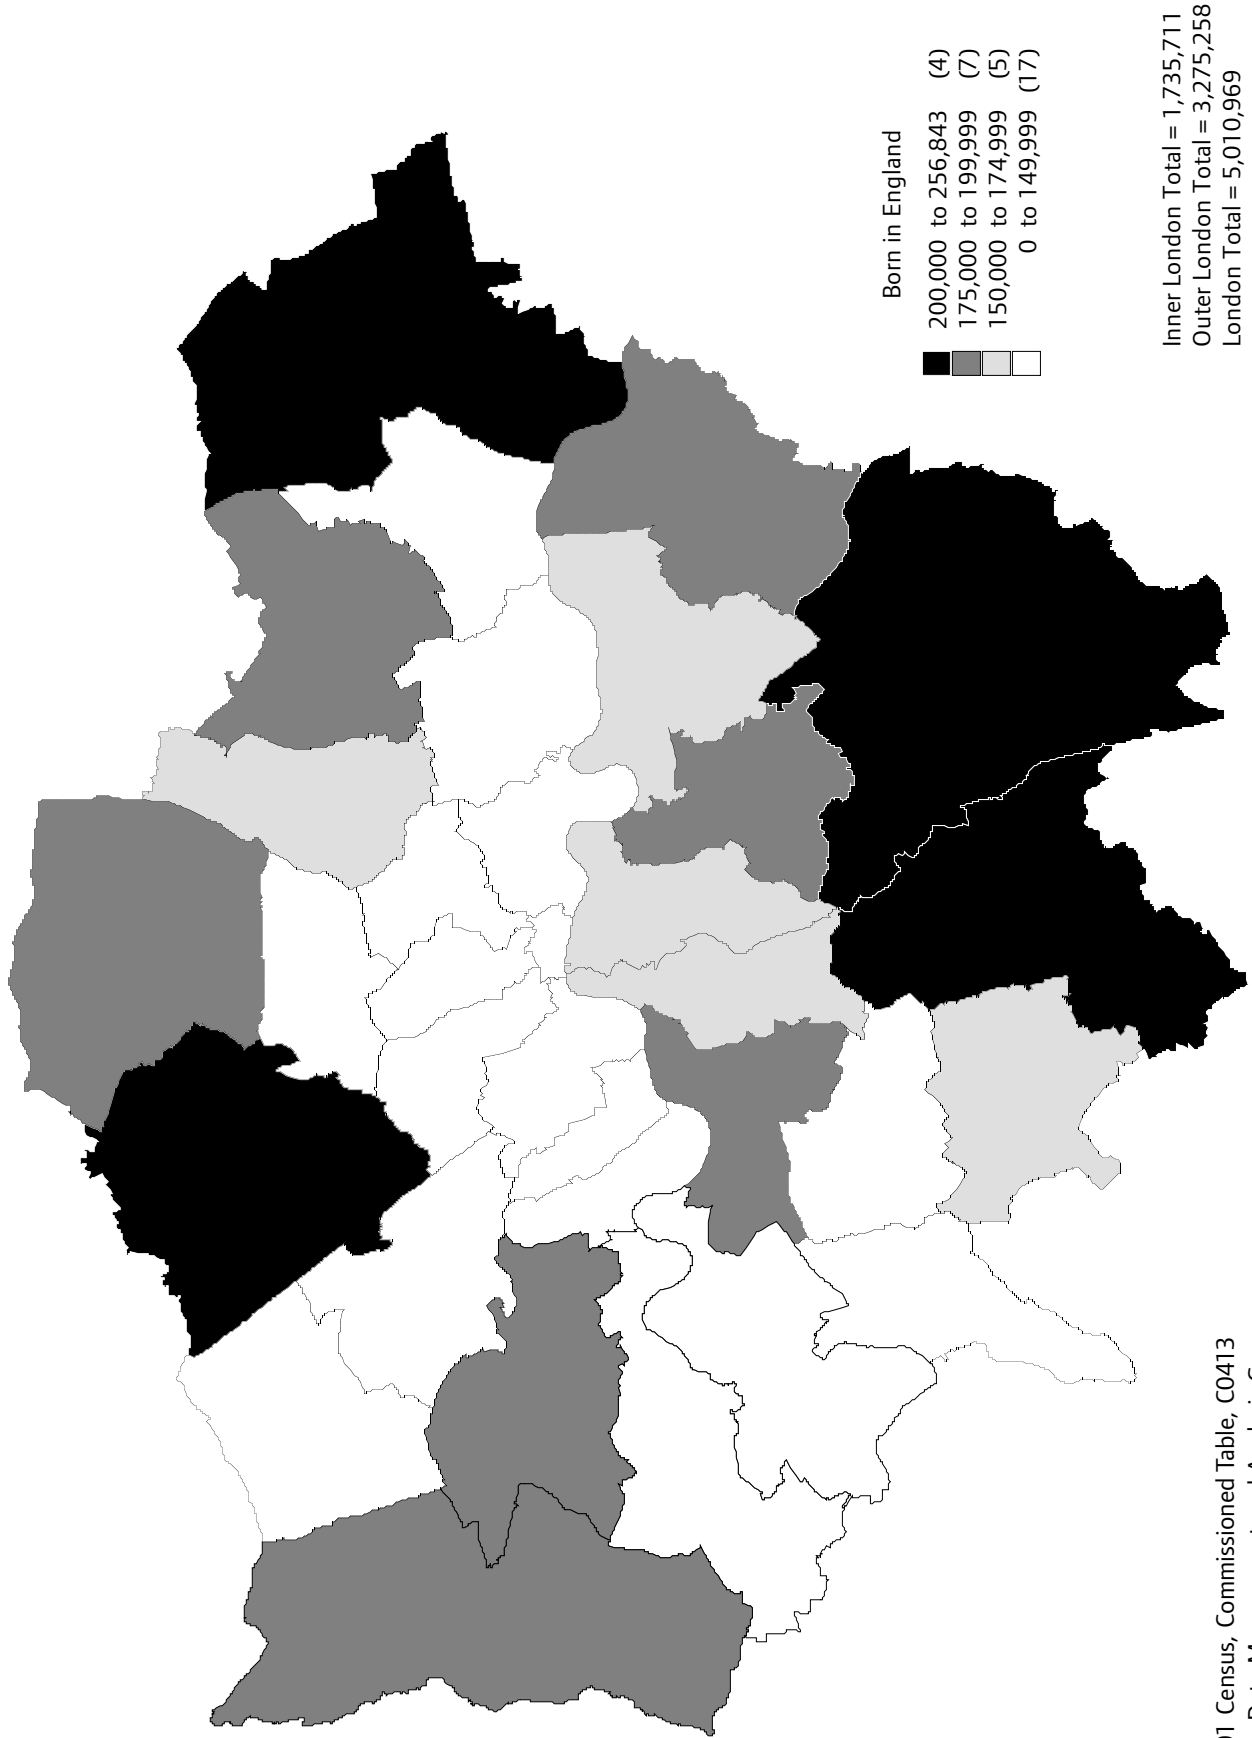 Born in England
200,000 to 256,843 (4)
175,000 to 199,999 (7)
150,000 to 174,999 (5)
0 to 149,999 (17)
Inner London Total = 1,735,711
Outer London Total = 3,275,258
London Total = 5,010,969
Census, Commissioned Table, C0413